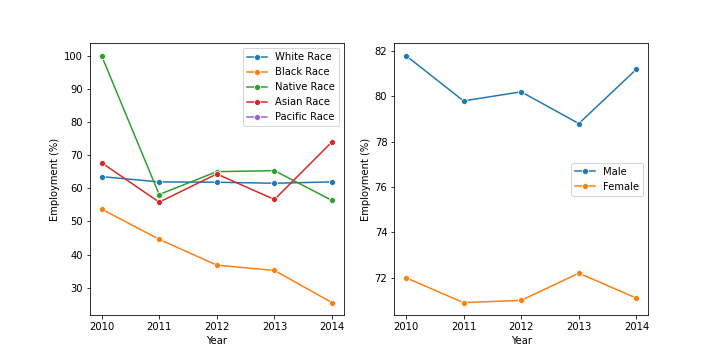 Employment (%)
100
90
80
70
60
50
40
30
2010
2011
2012
2013
2014
Year
White Race
Black Race
Native Race
Asian Race
Pacific Race
Employment (%)
82
80
78
76
74
72
2010
2011
2012
2013
2014
Year
Male
Female